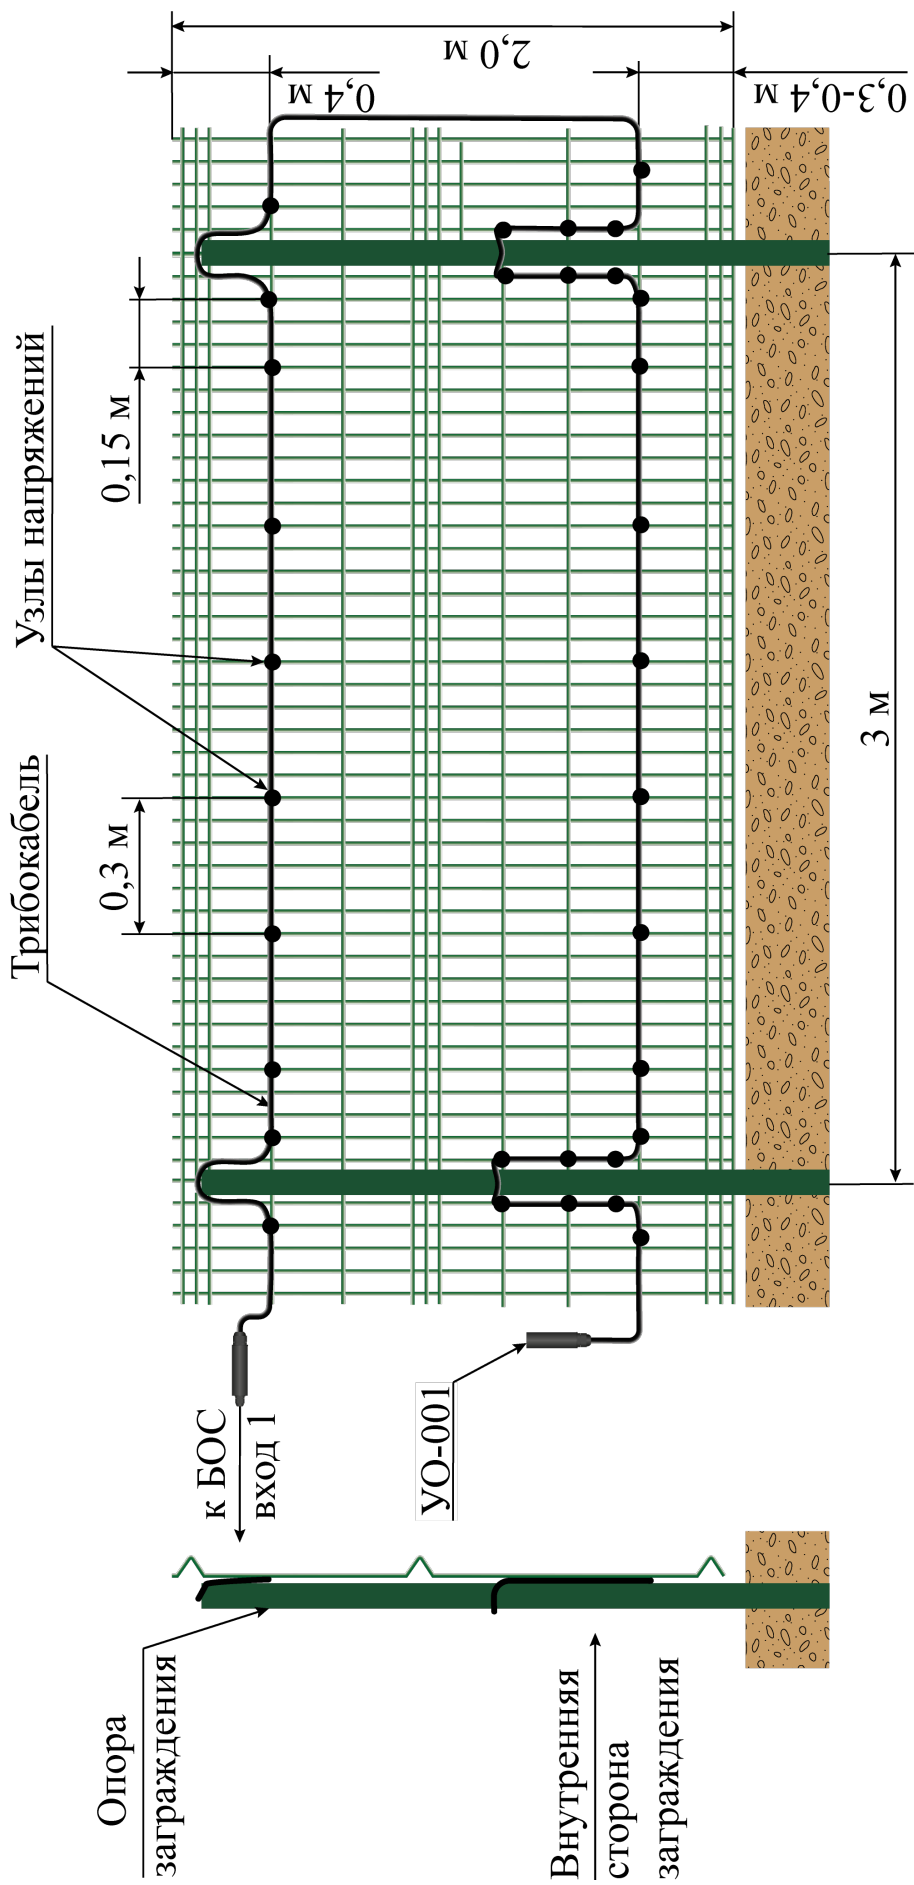 Опора
заграждения
Внутренняя
сторона
заграждения
к БОС
вход 1
УО-001
Трибокабель
0,3 м
Узлы напряжений
0,15 м
0,4 м
2,0 м
0,3-0,4 м
3 м